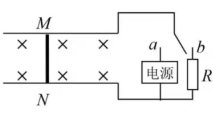 M
× × ×
a b
电源 R
× × ×
N